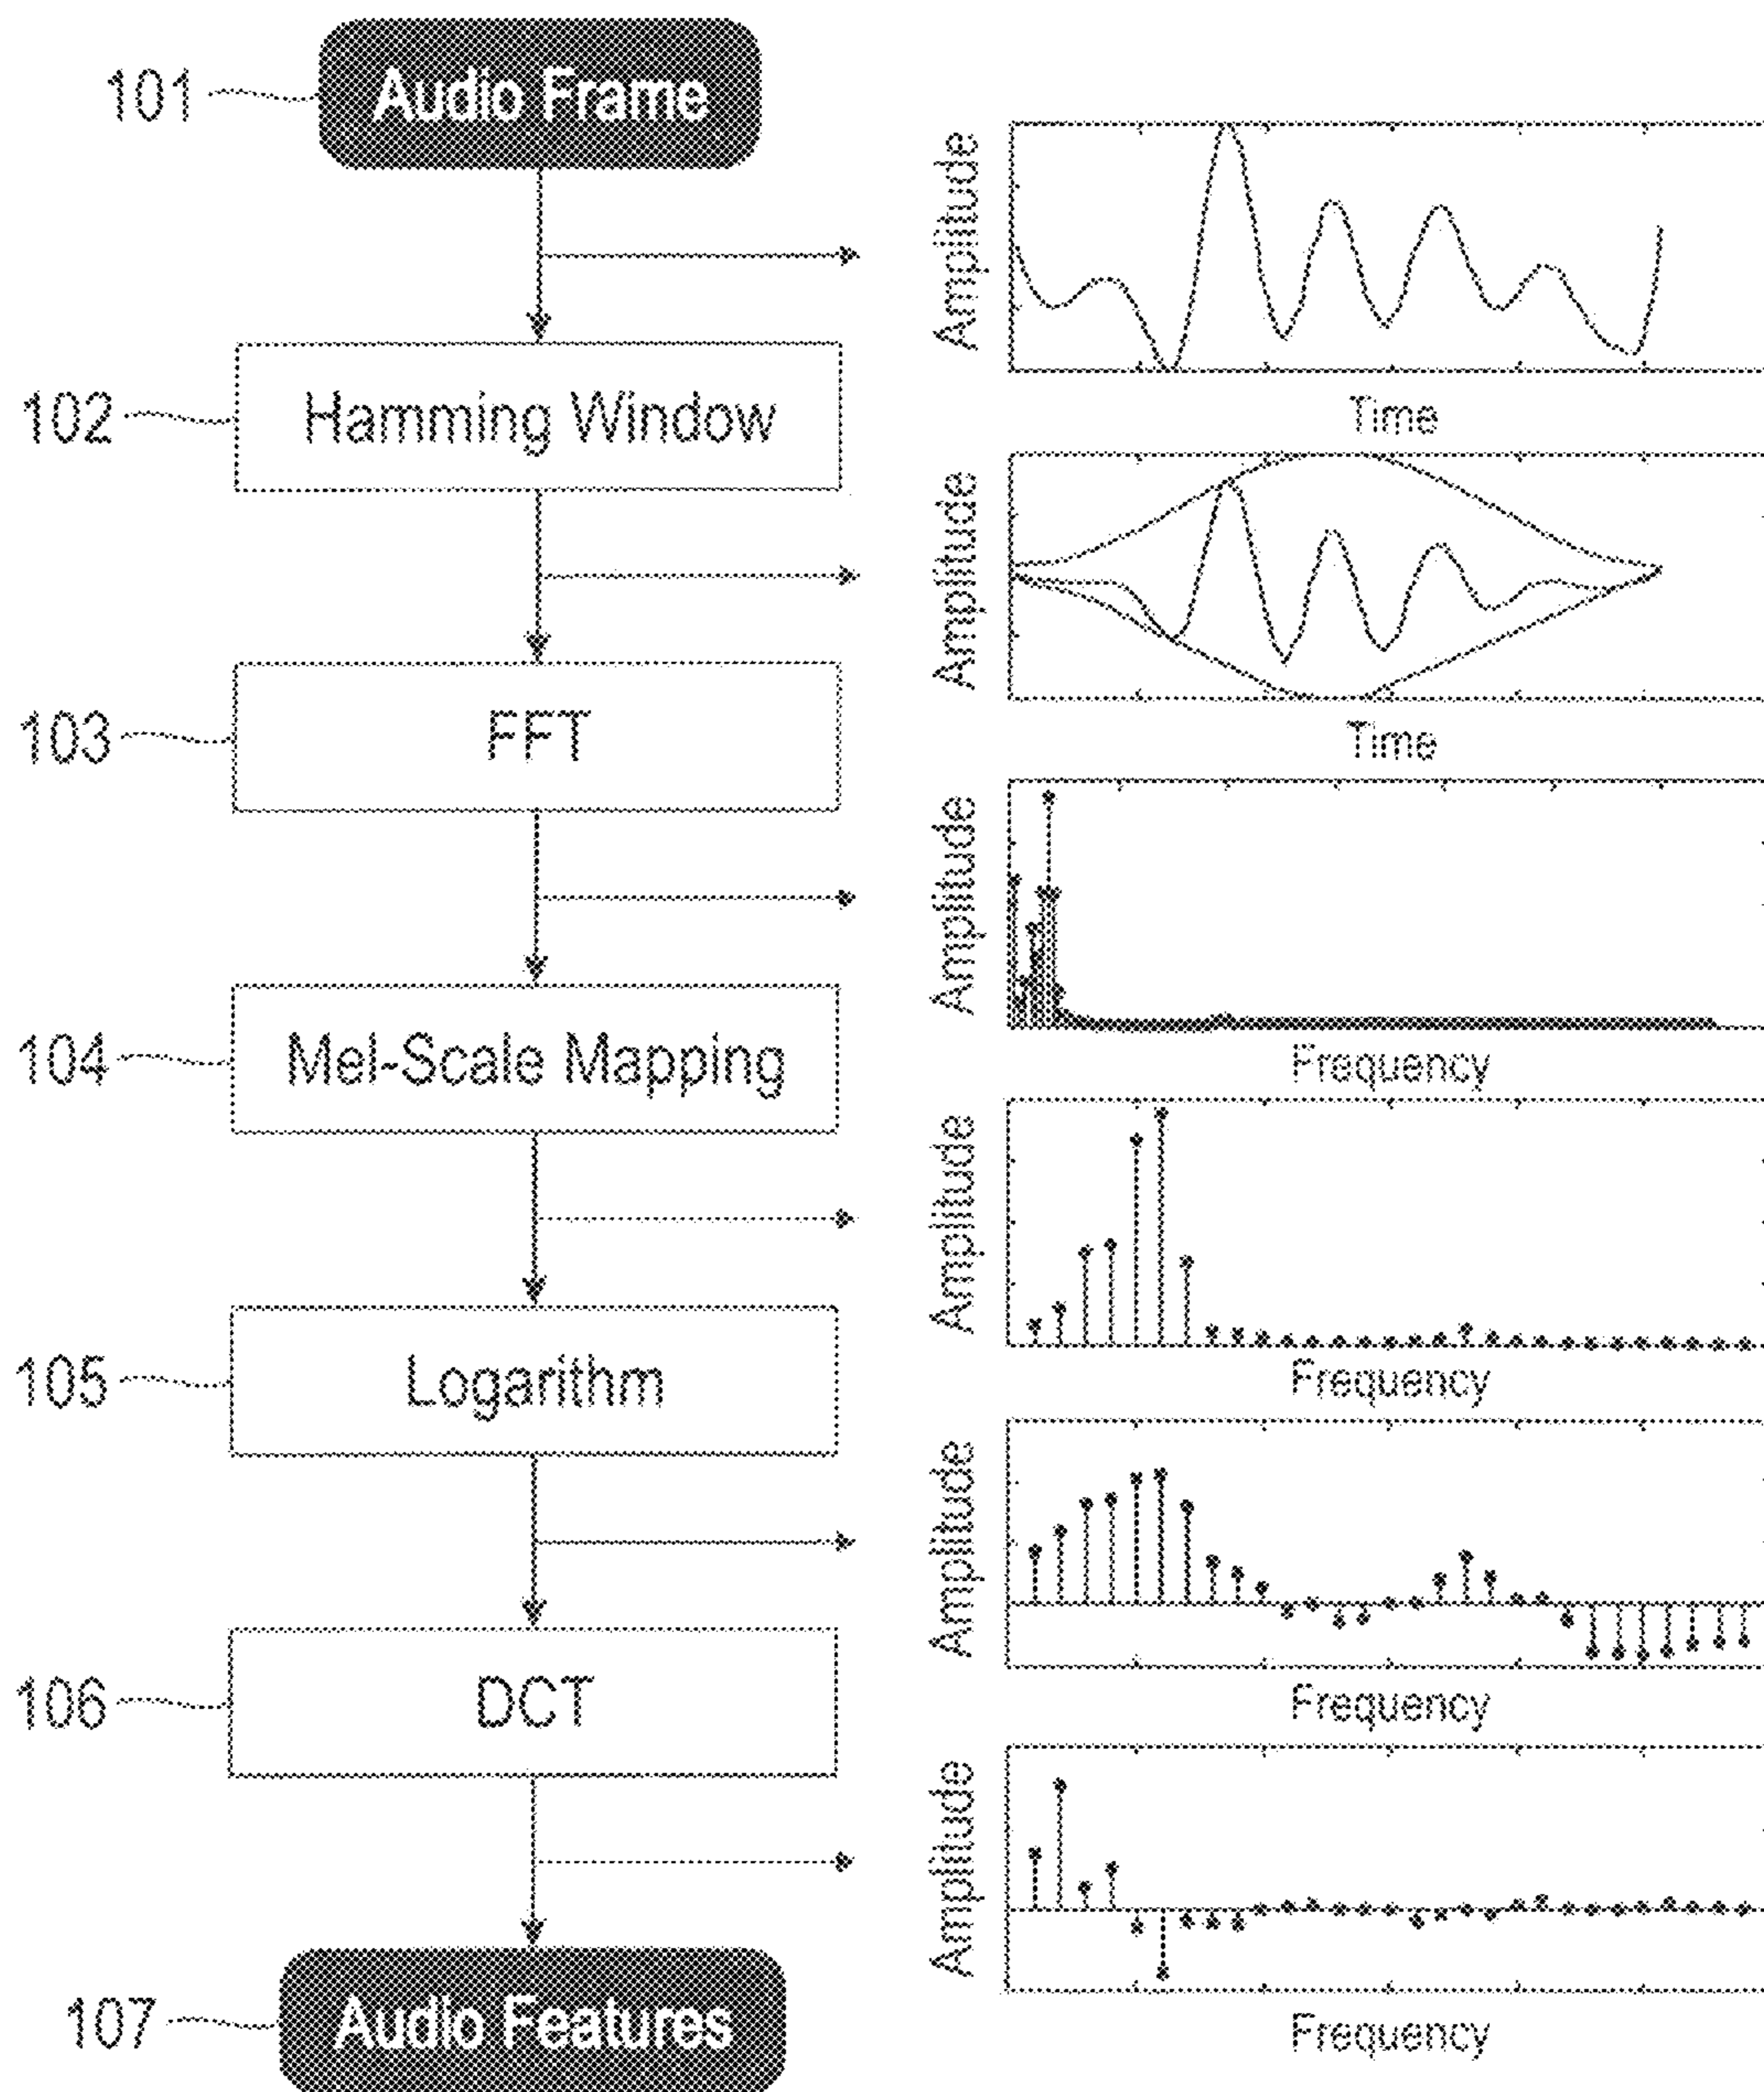 101
Audio Frame
Amplitude
Time
102
Hamming Window
Amplitude
Time
103
FFT
Amplitude
Frequency
104
Mel-Scale Mapping
Amplitude
Frequency
105
Logarithm
Amplitude
Frequency
106
DCT
Amplitude
Frequency
107
Audio Features